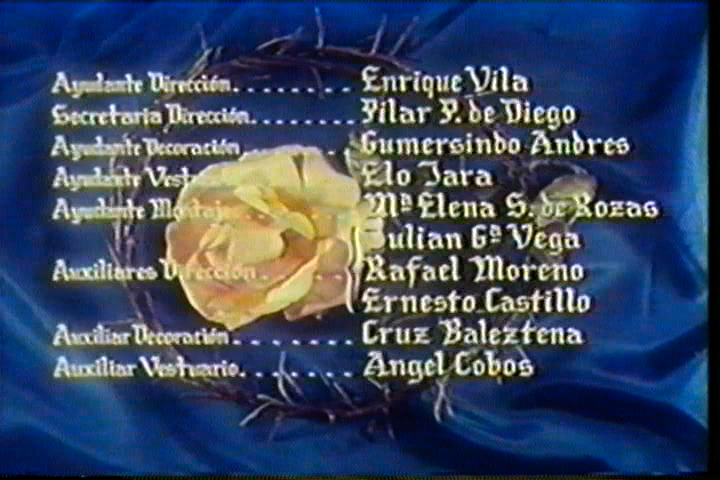 Ayudante Dirección........ Enrique Vila
Secretaria Dirección....... Pilar P. de Diego
Ayudante Decoración........ Gumersindo Andres
Ayudante Vestuario Elo Jara
Ayudante Montaje....... Mª Elena S. de Rozas
Julian Gª Vega
Auxiliares Dirección....... Rafael Moreno
Ernesto Castillo
Auxiliar Decoración........ Cruz Baleztena
Auxiliar Vestuario....... Angel Cobos